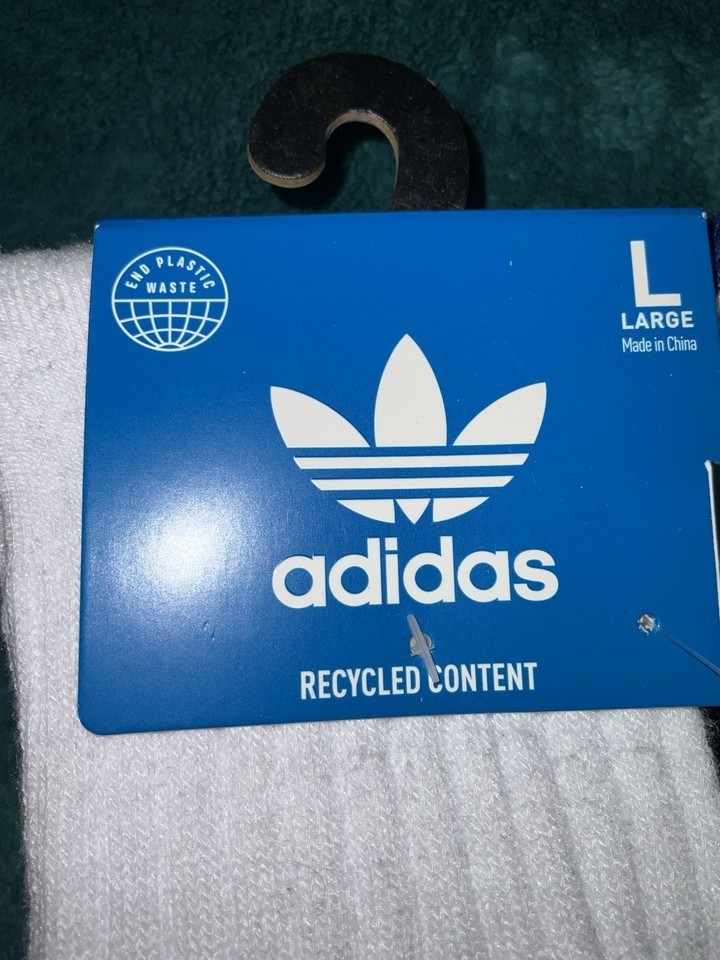 END PLASTIC
WASTE
L
LARGE
Made in China
adidas
RECYCLED CONTENT